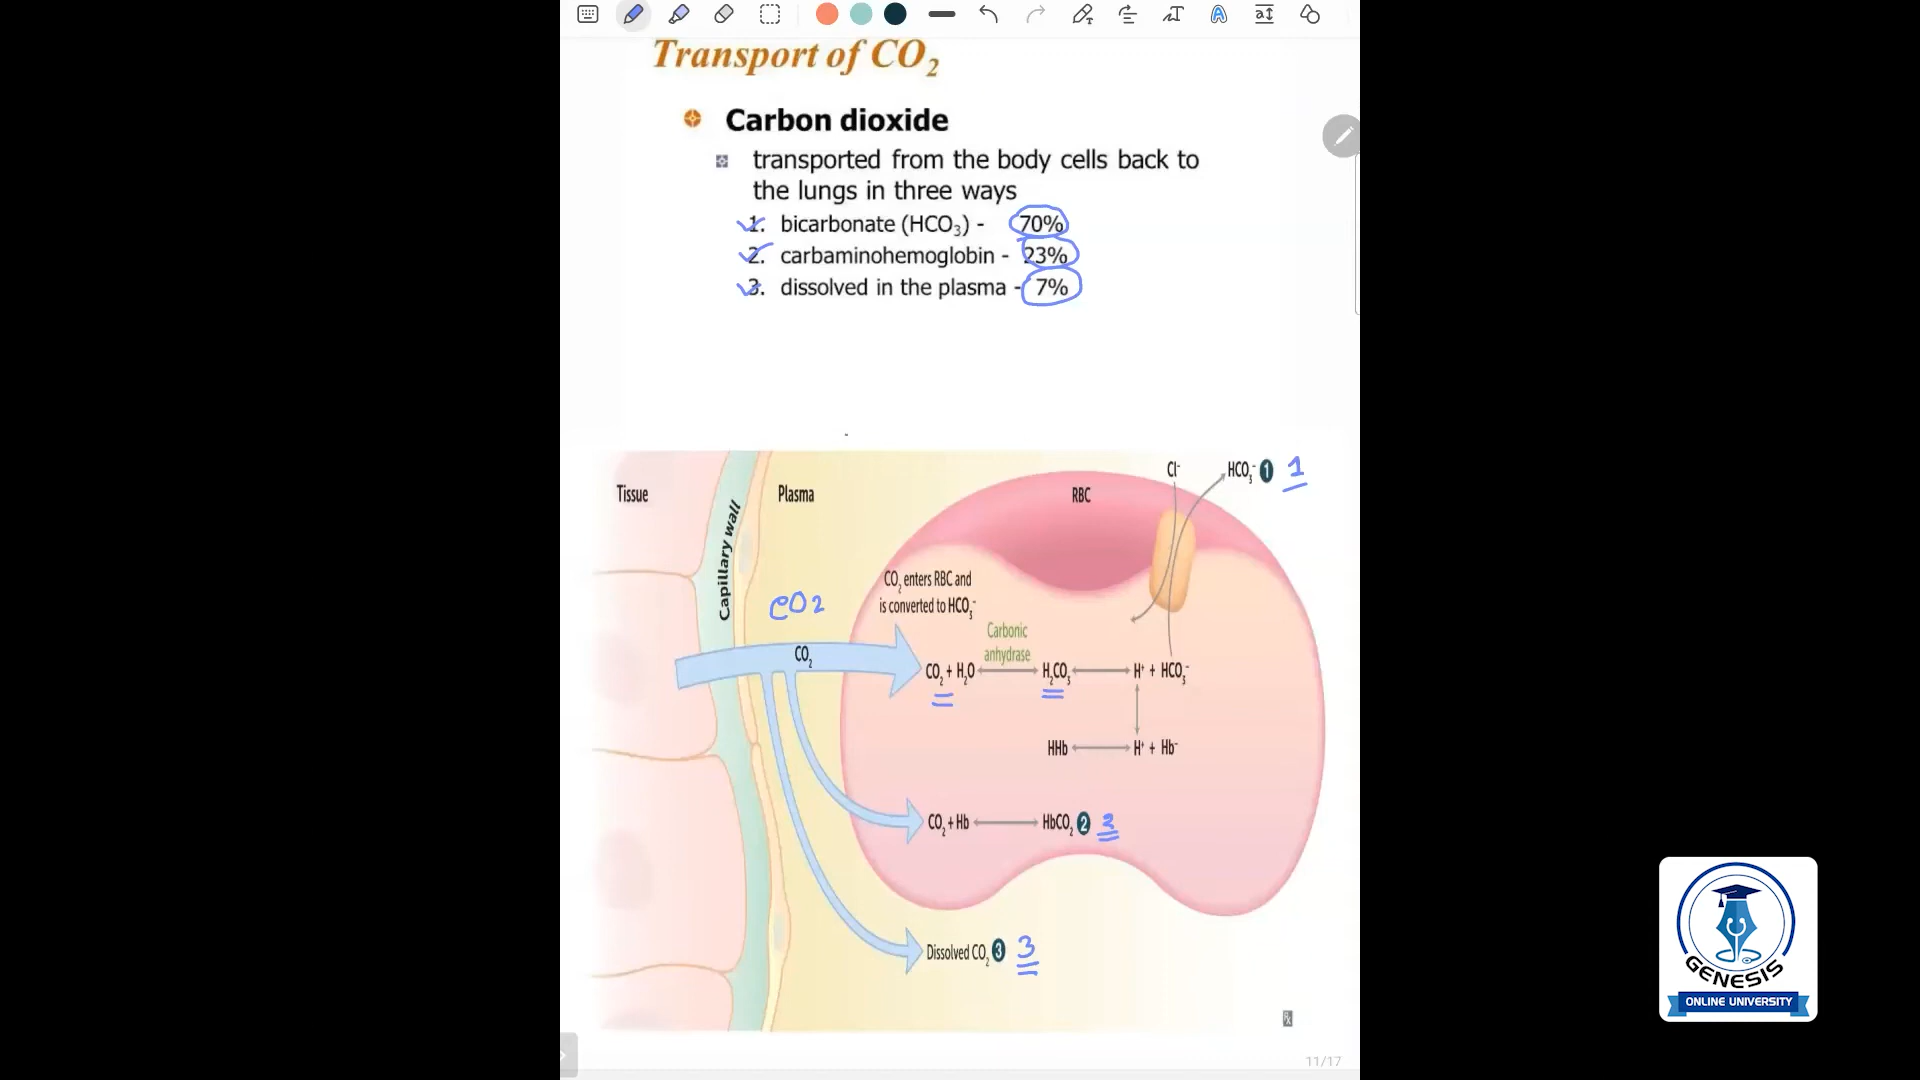 Transport of CO₂
Carbon dioxide
transported from the body cells back to
the lungs in three ways
1. bicarbonate (HCO₃) - 70%
2. carbaminohemoglobin - 23%
3. dissolved in the plasma - 7%
Cl⁻ HCO₃⁻ 1 1
Tissue Plasma RBC
Capillary wall
CO₂ enters RBC and
is converted to HCO₃⁻
CO2
Carbonic
anhydrase
CO₂
CO₂ + H₂O H₂CO₃ H⁺ + HCO₃⁻
HHb H⁺ + Hb⁻
CO₂ + Hb HbCO₂ 2
Dissolved CO₂ 3 3
GENESIS
ONLINE UNIVERSITY
11/17